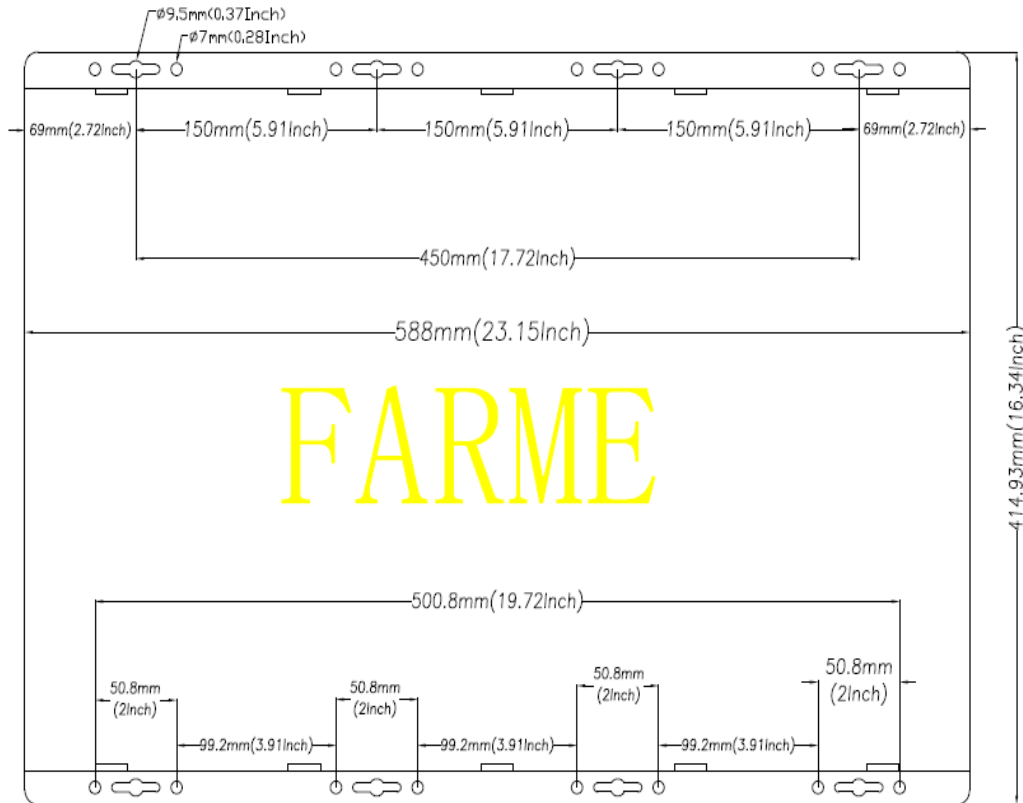 ø9.5mm(0.37Inch)
ø7mm(0.28Inch)
69mm(2.72Inch)
150mm(5.91Inch)
150mm(5.91Inch)
150mm(5.91Inch)
69mm(2.72Inch)
450mm(17.72Inch)
588mm(23.15Inch)
414.93mm(16.34Inch)
FARME
500.8mm(19.72Inch)
50.8mm
(2Inch)
50.8mm
(2Inch)
50.8mm
(2Inch)
50.8mm
(2Inch)
99.2mm(3.91Inch)
99.2mm(3.91Inch)
99.2mm(3.91Inch)